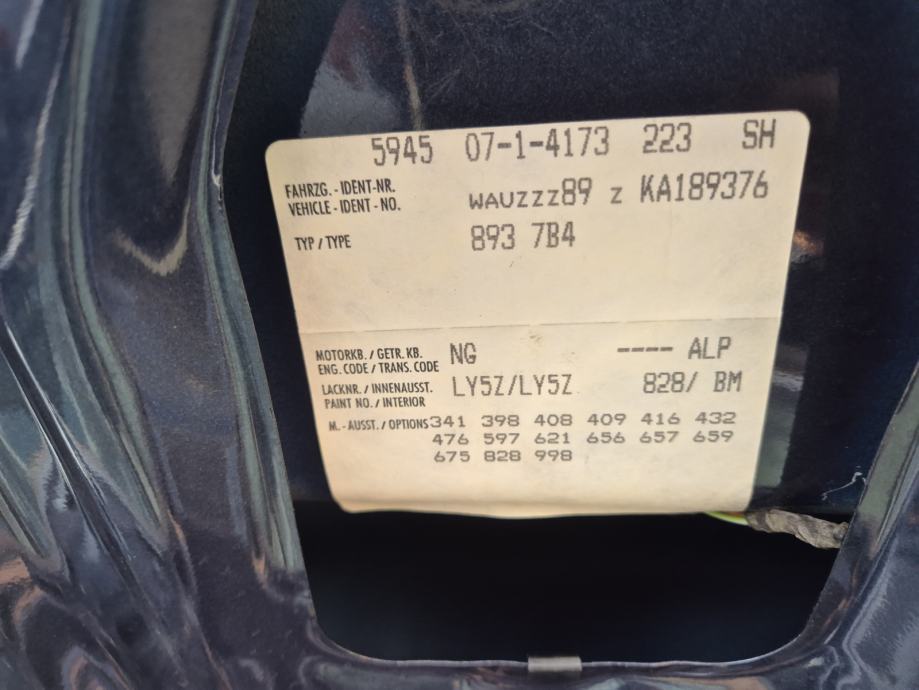 5945 07-1-4173 223 SH
FAHRZG. - IDENT-NR.
VEHICLE - IDENT - NO. WAUZZZ89 Z KA189376
TYP / TYPE 893 7B4
MOTORKB. / GETR. KB. NG ---- ALP
ENG. CODE / TRANS. CODE
LACKNR. / INNENAUSST. LY5Z/LY5Z 828/ BM
PAINT NO. / INTERIOR
M. - AUSST. / OPTIONS 341 398 408 409 416 432
476 597 621 656 657 659
675 828 998